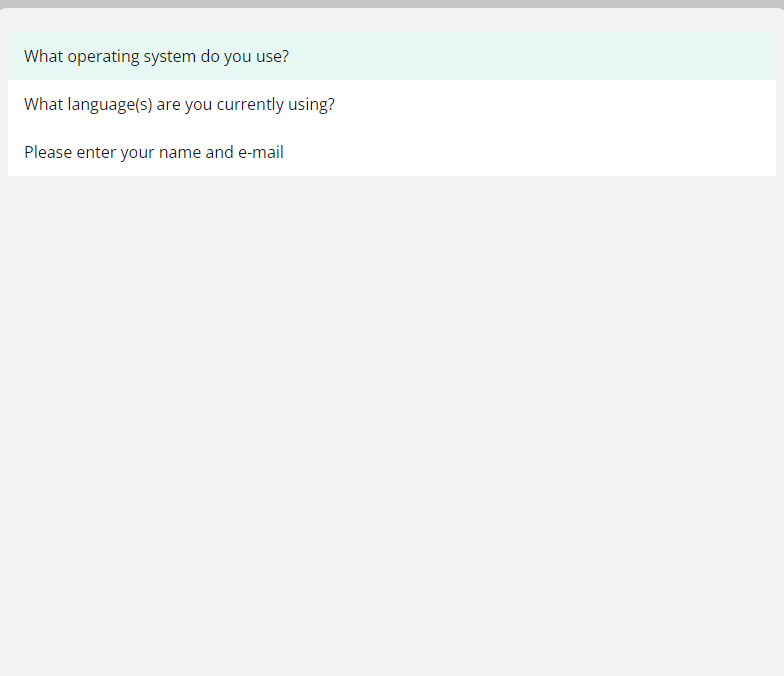 What operating system do you use?
What language(s) are you currently using?
Please enter your name and e-mail